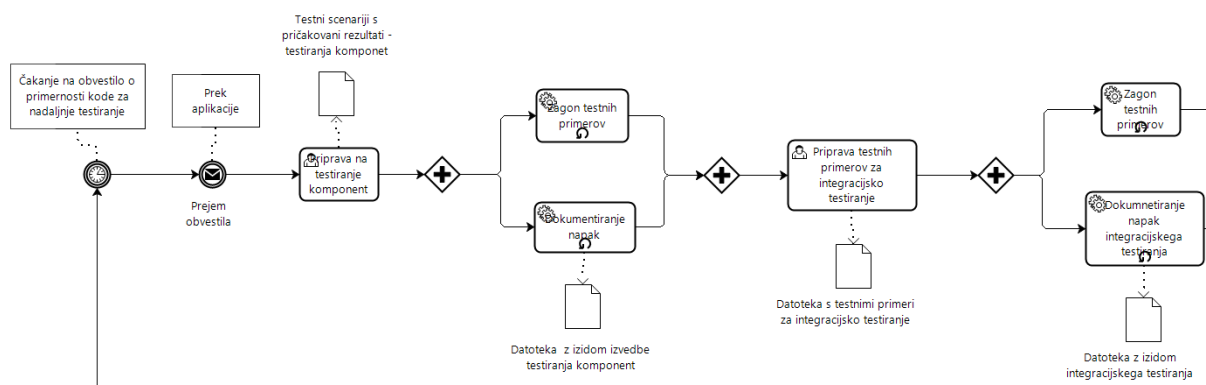 Testni scenariji s
pričakovani rezultati -
testiranja komponet
Čakanje na obvestilo o
primernosti kode za
nadaljnje testiranje
Prek
aplikacije
Prejem
obvestila
Priprava na
testiranje
komponent
Zagon testnih
primerov
Dokumentiranje
napak
Datoteka z izidom izvedbe
testiranja komponent
Priprava testnih
primerov za
integracijsko
testiranje
Datoteka s testnimi primeri
za integracijsko testiranje
Zagon
testnih
primerov
Dokumnetiranje
napak
integracijskega
testiranja
Datoteka z izidom
integracijskega testiranja